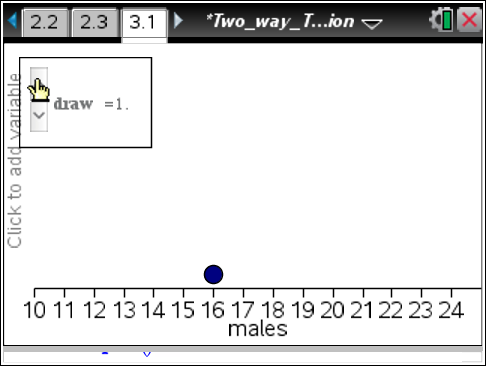 2.2 2.3 3.1 *Two_way_T...ion
draw =1.
Click to add variable
10 11 12 13 14 15 16 17 18 19 20 21 22 23 24
males